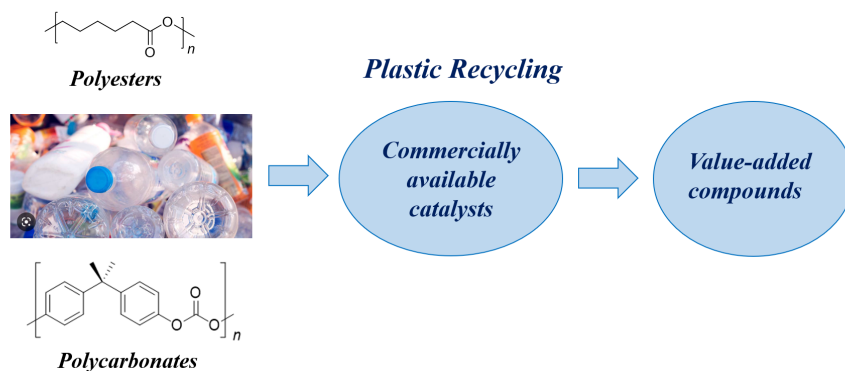 O
O
n
Polyesters
Plastic Recycling
Commercially
available
catalysts
Value-added
compounds
O
O
O
n
Polycarbonates